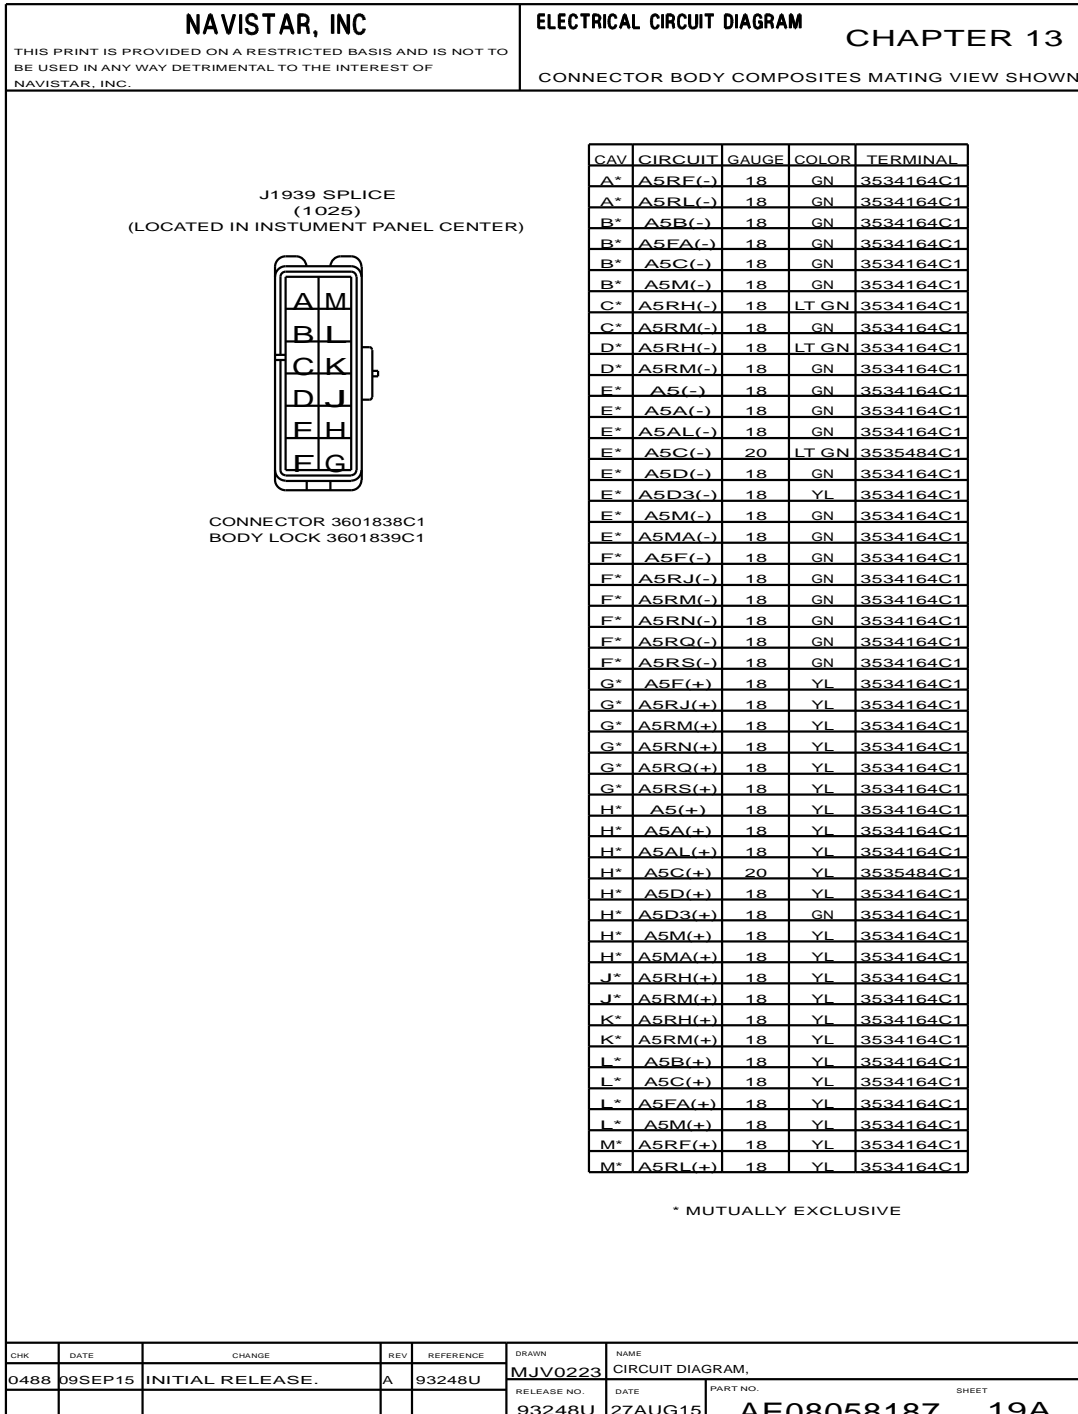 NAVISTAR, INC
THIS PRINT IS PROVIDED ON A RESTRICTED BASIS AND IS NOT TO
BE USED IN ANY WAY DETRIMENTAL TO THE INTEREST OF
NAVISTAR, INC.
ELECTRICAL CIRCUIT DIAGRAM
CHAPTER 13
CONNECTOR BODY COMPOSITES MATING VIEW SHOWN
J1939 SPLICE
(1025)
(LOCATED IN INSTUMENT PANEL CENTER)
A M
B L
C K
D J
E H
F G
CONNECTOR 3601838C1
BODY LOCK 3601839C1
CAV CIRCUIT GAUGE COLOR TERMINAL
A* A5RF(-) 18 GN 3534164C1
A* A5RL(-) 18 GN 3534164C1
B* A5B(-) 18 GN 3534164C1
B* A5FA(-) 18 GN 3534164C1
B* A5C(-) 18 GN 3534164C1
B* A5M(-) 18 GN 3534164C1
C* A5RH(-) 18 LT GN 3534164C1
C* A5RM(-) 18 GN 3534164C1
D* A5RH(-) 18 LT GN 3534164C1
D* A5RM(-) 18 GN 3534164C1
E* A5(-) 18 GN 3534164C1
E* A5A(-) 18 GN 3534164C1
E* A5AL(-) 18 GN 3534164C1
E* A5C(-) 20 LT GN 3535484C1
E* A5D(-) 18 GN 3534164C1
E* A5D3(-) 18 YL 3534164C1
E* A5M(-) 18 GN 3534164C1
E* A5MA(-) 18 GN 3534164C1
F* A5F(-) 18 GN 3534164C1
F* A5RJ(-) 18 GN 3534164C1
F* A5RM(-) 18 GN 3534164C1
F* A5RN(-) 18 GN 3534164C1
F* A5RQ(-) 18 GN 3534164C1
F* A5RS(-) 18 GN 3534164C1
G* A5F(+) 18 YL 3534164C1
G* A5RJ(+) 18 YL 3534164C1
G* A5RM(+) 18 YL 3534164C1
G* A5RN(+) 18 YL 3534164C1
G* A5RQ(+) 18 YL 3534164C1
G* A5RS(+) 18 YL 3534164C1
H* A5(+) 18 YL 3534164C1
H* A5A(+) 18 YL 3534164C1
H* A5AL(+) 18 YL 3534164C1
H* A5C(+) 20 YL 3535484C1
H* A5D(+) 18 YL 3534164C1
H* A5D3(+) 18 GN 3534164C1
H* A5M(+) 18 YL 3534164C1
H* A5MA(+) 18 YL 3534164C1
J* A5RH(+) 18 YL 3534164C1
J* A5RM(+) 18 YL 3534164C1
K* A5RH(+) 18 YL 3534164C1
K* A5RM(+) 18 YL 3534164C1
L* A5B(+) 18 YL 3534164C1
L* A5C(+) 18 YL 3534164C1
L* A5FA(+) 18 YL 3534164C1
L* A5M(+) 18 YL 3534164C1
M* A5RF(+) 18 YL 3534164C1
M* A5RL(+) 18 YL 3534164C1
* MUTUALLY EXCLUSIVE
CHK DATE CHANGE REV REFERENCE
0488 09SEP15 INITIAL RELEASE. A 93248U
DRAWN NAME
MJV0223 CIRCUIT DIAGRAM,
RELEASE NO. DATE PART NO. SHEET
93248U 27AUG15 AE08058187 19A